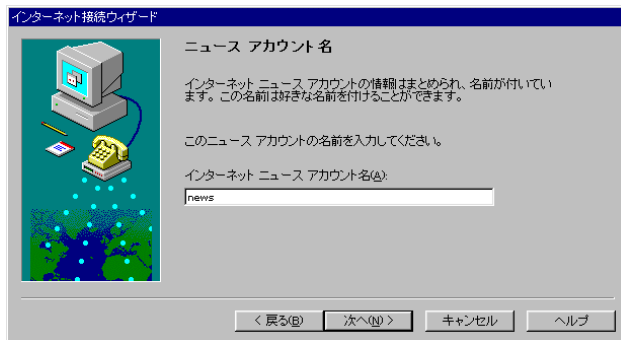 インターネット接続ウィザード
ニュース アカウント名
インターネット ニュース アカウントの情報はまとめられ、名前が付いてい
ます。この名前は好きな名前を付けることができます。
このニュース アカウントの名前を入力してください。
インターネット ニュース アカウント名(A):
news
< 戻る(B)
次へ(N) >
キャンセル
ヘルプ